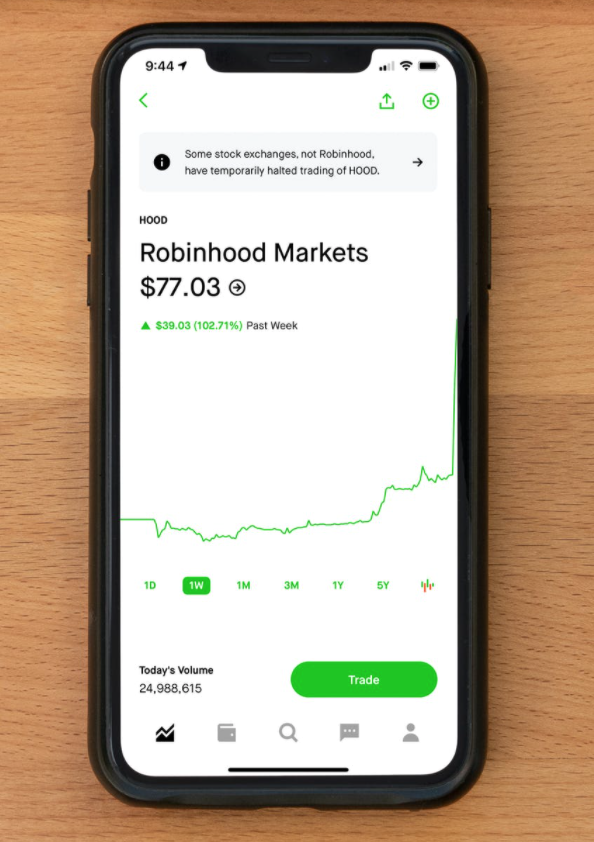 9:44
Some stock exchanges, not Robinhood,
have temporarily halted trading of HOOD.
HOOD
Robinhood Markets
$77.03
$39.03 (102.71%) Past Week
1D 1W 1M 3M 1Y 5Y
Today's Volume
24,988,615
Trade